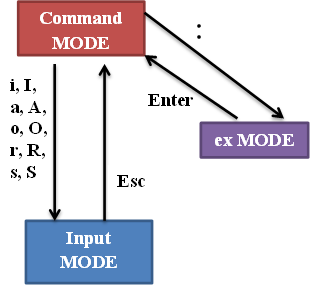 Command
MODE
:
i, I,
a, A,
o, O,
r, R,
s, S
Enter
ex MODE
Esc
Input
MODE